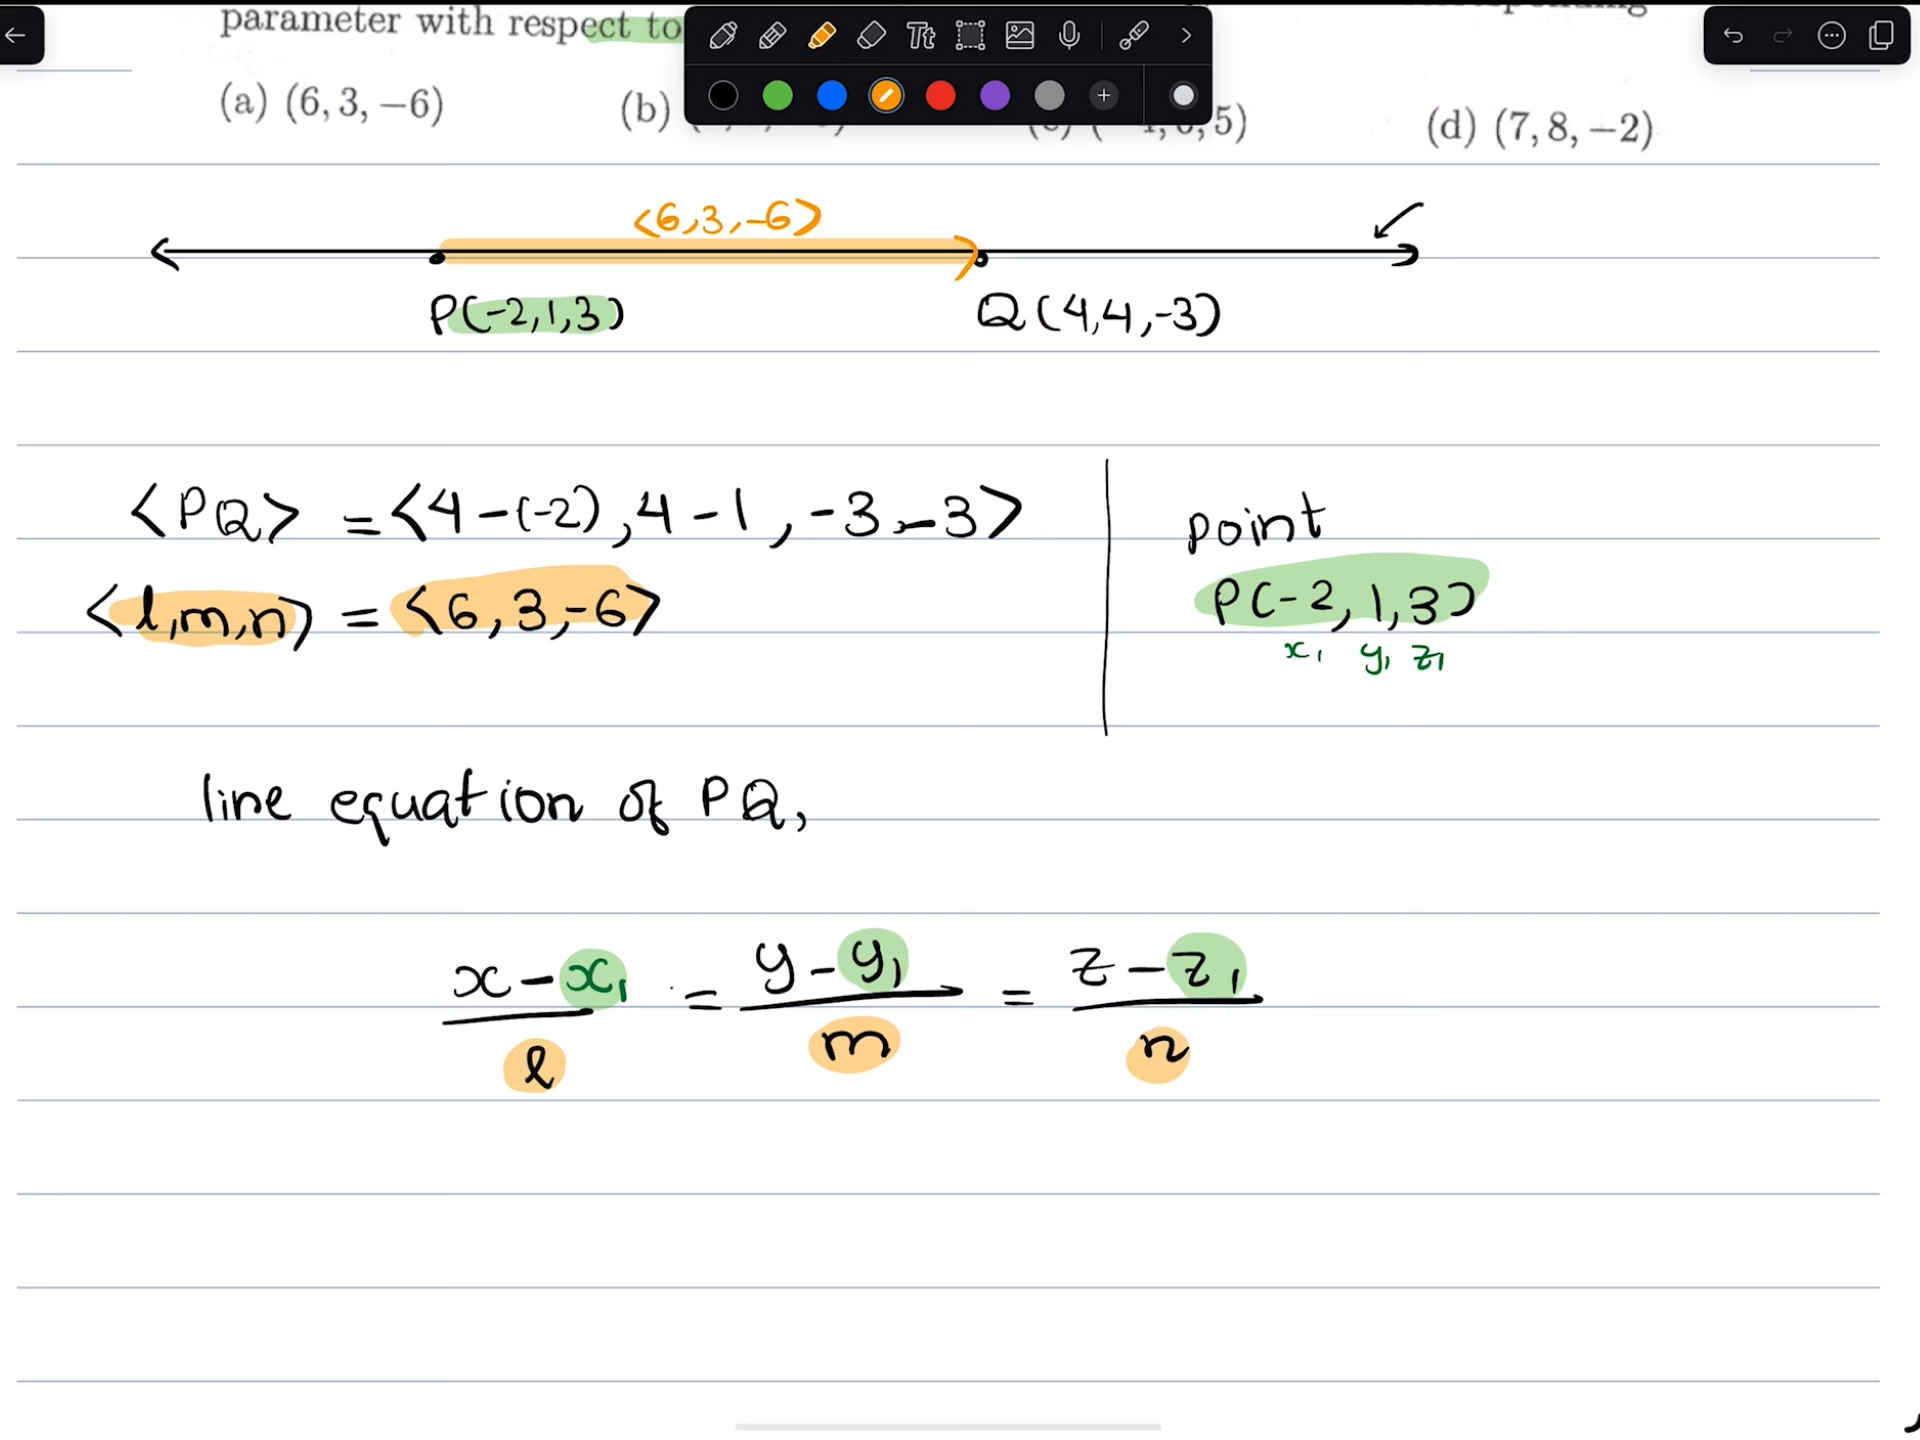 parameter with respect to
(a) (6, 3, −6) (b) 5) (d) (7, 8, −2)
Tt
<6,3,-6>
P(-2,1,3) Q(4,4,-3)
<PQ> = <4-(-2), 4-1, -3-3>
<l,m,n> = <6,3,-6>
point
P(-2,1,3)
x₁ y₁ z₁
line equation of PQ,
x-x₁ = y-y₁ = z-z₁
l m n